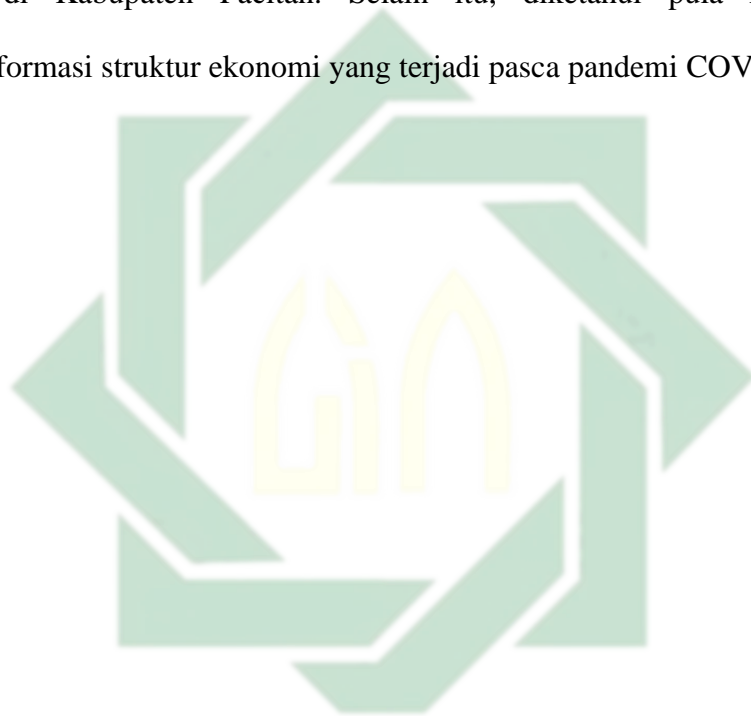 di Kabupaten Pacitan. Selain itu, diketahui pula
formasi struktur ekonomi yang terjadi pasca pandemi COV